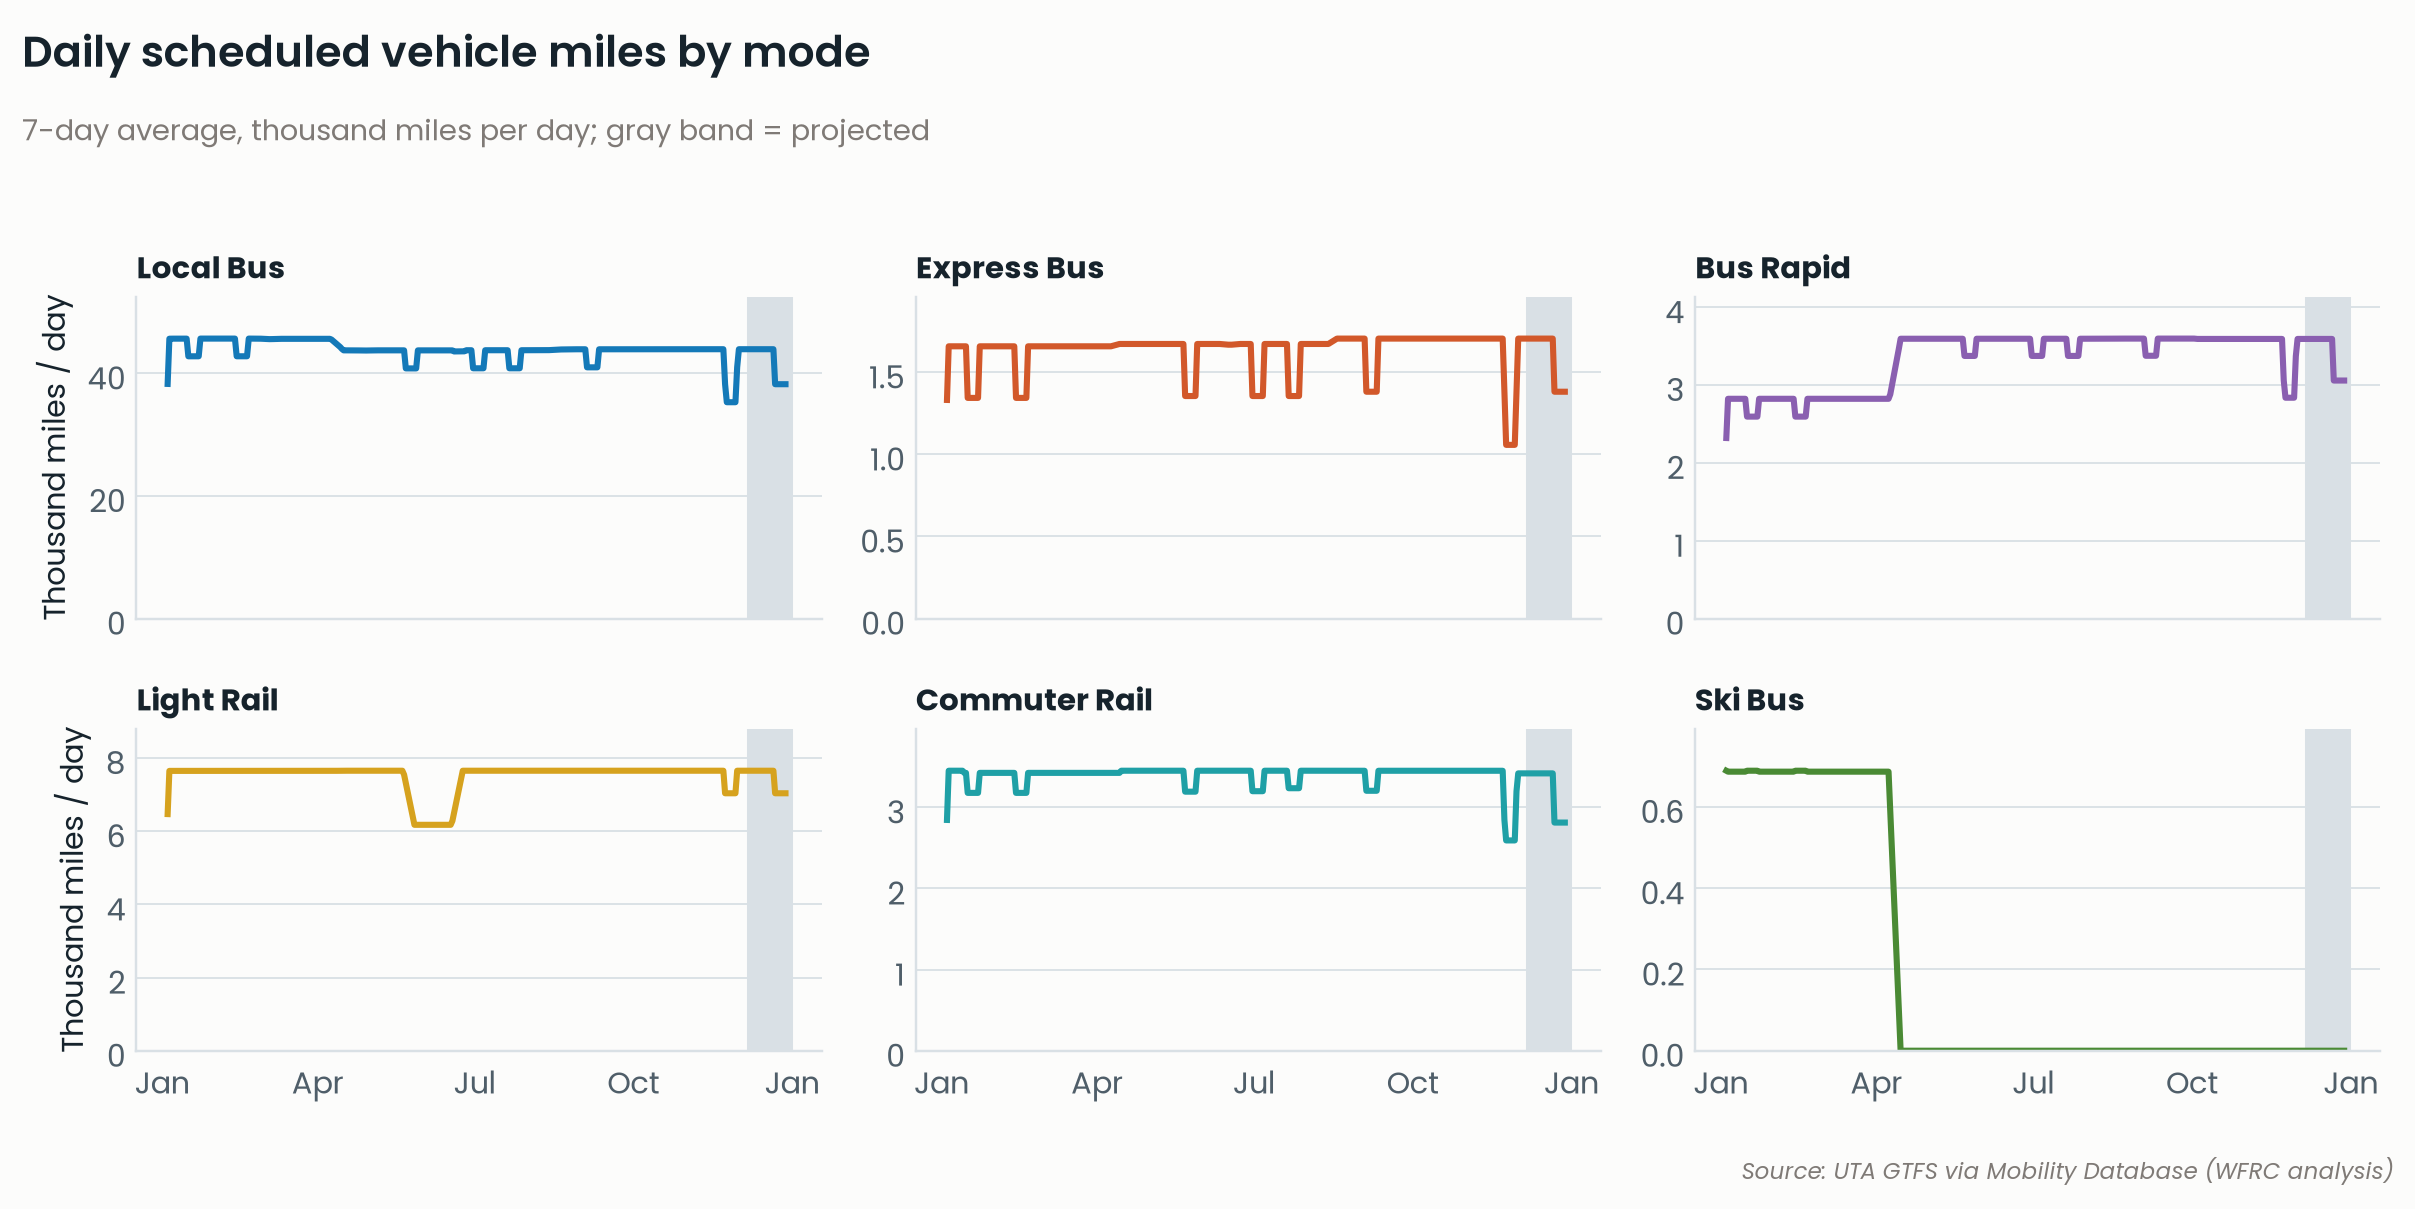 Daily scheduled vehicle miles by mode
7-day average, thousand miles per day; gray band = projected
Local Bus
Thousand miles / day
40
20
0
Express Bus
1.5
1.0
0.5
0.0
Bus Rapid
4
3
2
1
0
Light Rail
Thousand miles / day
8
6
4
2
0
Jan Apr Jul Oct Jan
Commuter Rail
3
2
1
0
Jan Apr Jul Oct Jan
Ski Bus
0.6
0.4
0.2
0.0
Jan Apr Jul Oct Jan
Source: UTA GTFS via Mobility Database (WFRC analysis)